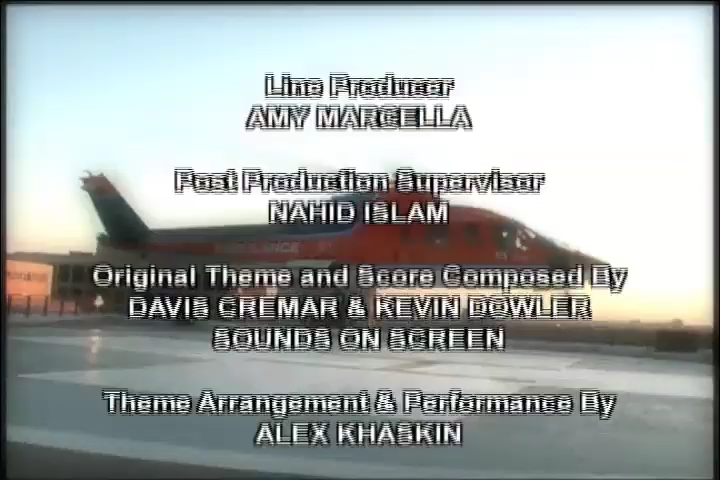 Line Producer
AMY MARCELLA
Post Production Supervisor
NAHID ISLAM
AMBULANCE
Original Theme and Score Composed By
DAVIS CREMAR & KEVIN DOWLER
SOUNDS ON SCREEN
Theme Arrangement & Performance By
ALEX KHASKIN